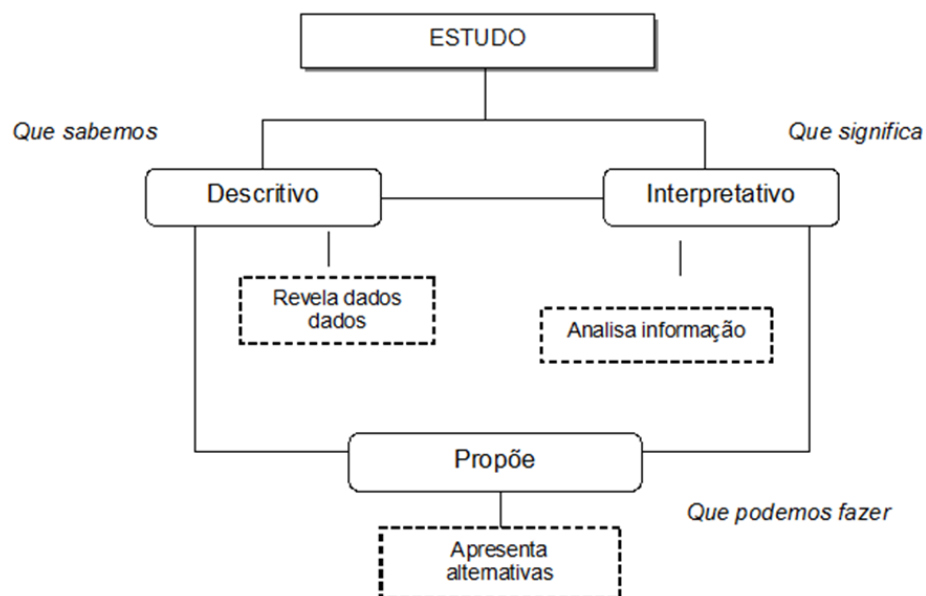 ESTUDO
Que sabemos
Que significa
Descritivo
Interpretativo
Revela dados
dados
Analisa informação
Propõe
Que podemos fazer
Apresenta
alternativas